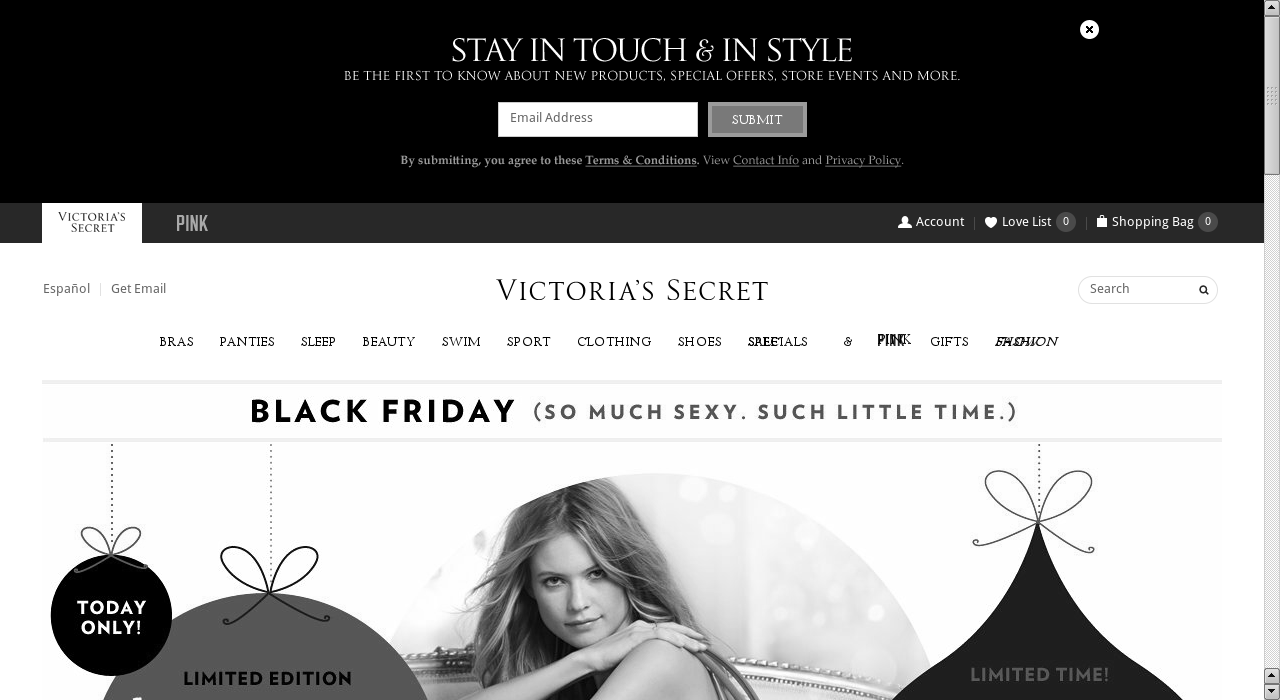 STAY IN TOUCH & IN STYLE
BE THE FIRST TO KNOW ABOUT NEW PRODUCTS, SPECIAL OFFERS, STORE EVENTS AND MORE.
Email Address
SUBMIT
By submitting, you agree to these Terms & Conditions. View Contact Info and Privacy Policy.
VICTORIA'S
SECRET
PINK
Account
Love List 0
Shopping Bag 0
Español
Get Email
VICTORIA'S SECRET
Search
BRAS PANTIES SLEEP BEAUTY SWIM SPORT CLOTHING SHOES SPECIALS & PINK GIFTS FASHION
BLACK FRIDAY (SO MUCH SEXY. SUCH LITTLE TIME.)
TODAY
ONLY!
LIMITED EDITION
LIMITED TIME!